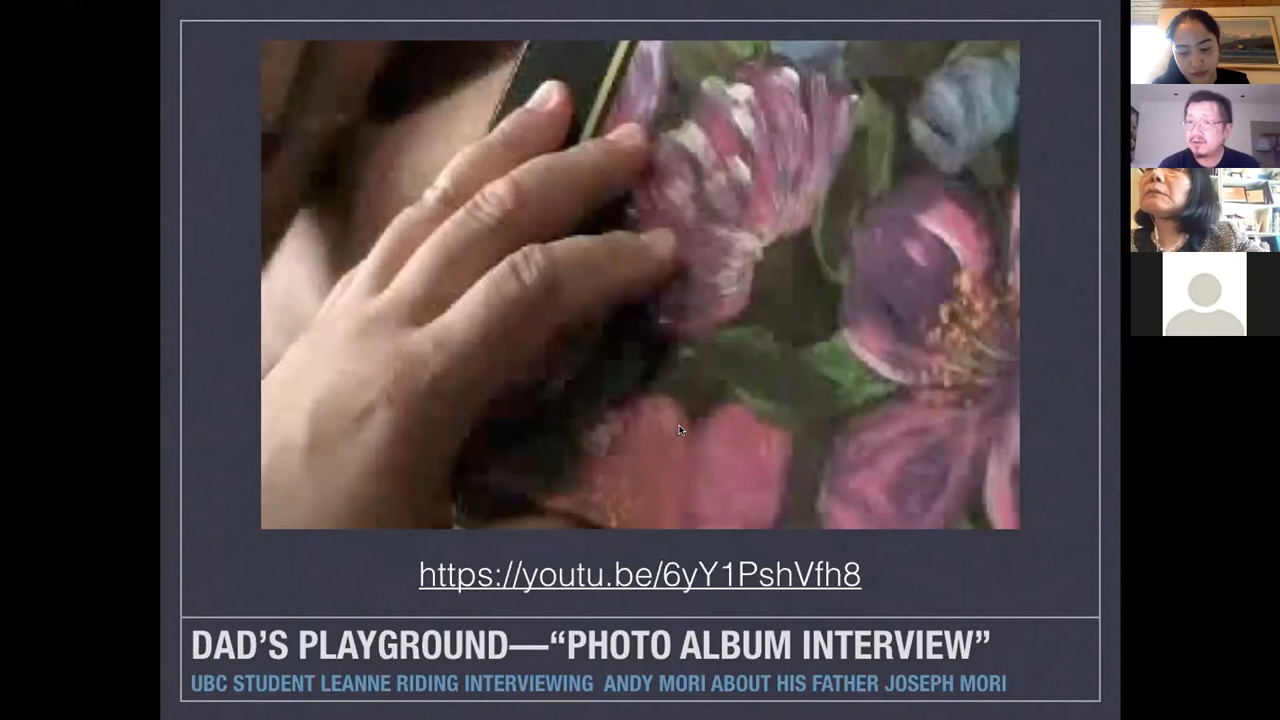 https://youtu.be/6yY1PshVfh8
DAD’S PLAYGROUND—“PHOTO ALBUM INTERVIEW”
UBC STUDENT LEANNE RIDING INTERVIEWING ANDY MORI ABOUT HIS FATHER JOSEPH MORI